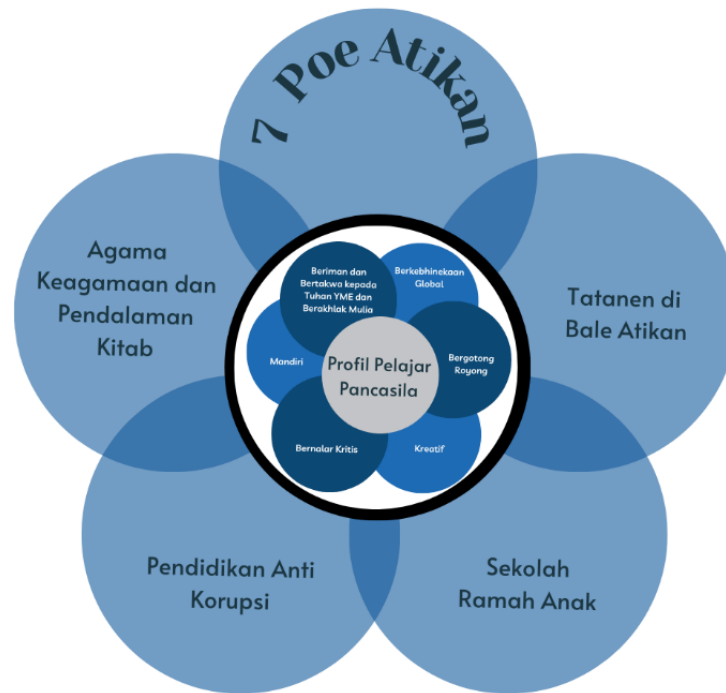 7 Poe Atikan
Agama
Keagamaan dan
Pendalaman
Kitab
Tatanen di
Bale Atikan
Beriman dan
Bertakwa kepada
Tuhan YME dan
Berakhlak Mulia
Berkebhinekaan
Global
Mandiri
Profil Pelajar
Pancasila
Bergotong
Royong
Bernalar Kritis
Kreatif
Pendidikan Anti
Korupsi
Sekolah
Ramah Anak